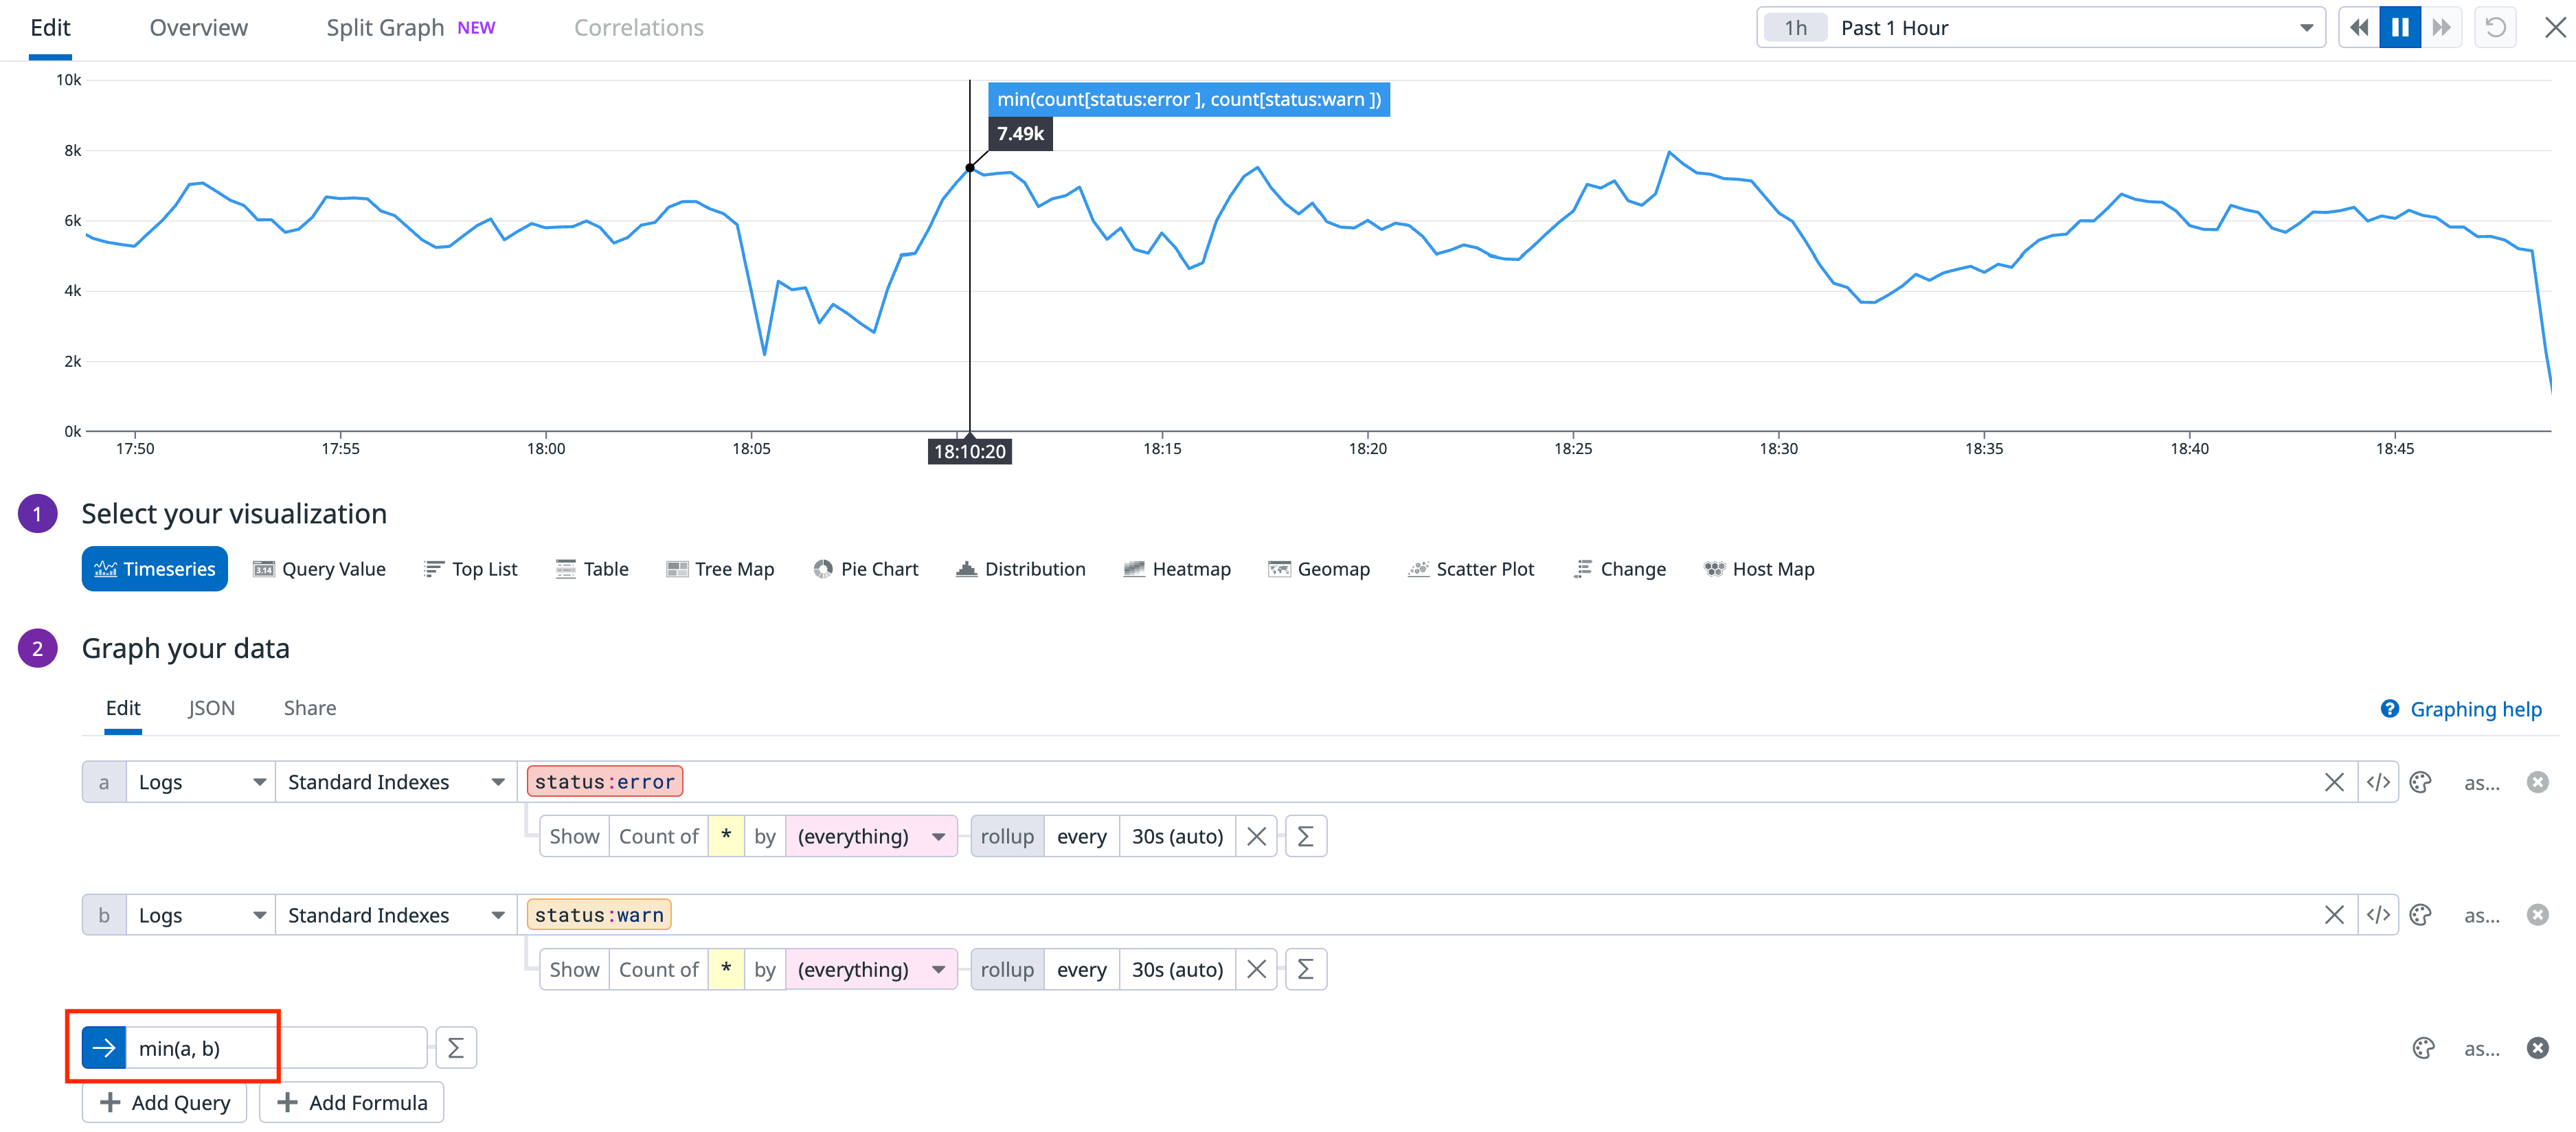 Edit Overview Split Graph NEW Correlations 1h Past 1 Hour
10k
min(count[status:error ], count[status:warn ])
7.49k
8k
6k
4k
2k
0k
17:50 17:55 18:00 18:05 18:10:20 18:15 18:20 18:25 18:30 18:35 18:40 18:45
1 Select your visualization
Timeseries Query Value Top List Table Tree Map Pie Chart Distribution Heatmap Geomap Scatter Plot Change Host Map
2 Graph your data
Edit JSON Share Graphing help
a Logs Standard Indexes status:error </> as...
Show Count of * by (everything) rollup every 30s (auto) Σ
b Logs Standard Indexes status:warn </> as...
Show Count of * by (everything) rollup every 30s (auto) Σ
min(a, b) Σ as...
+ Add Query + Add Formula